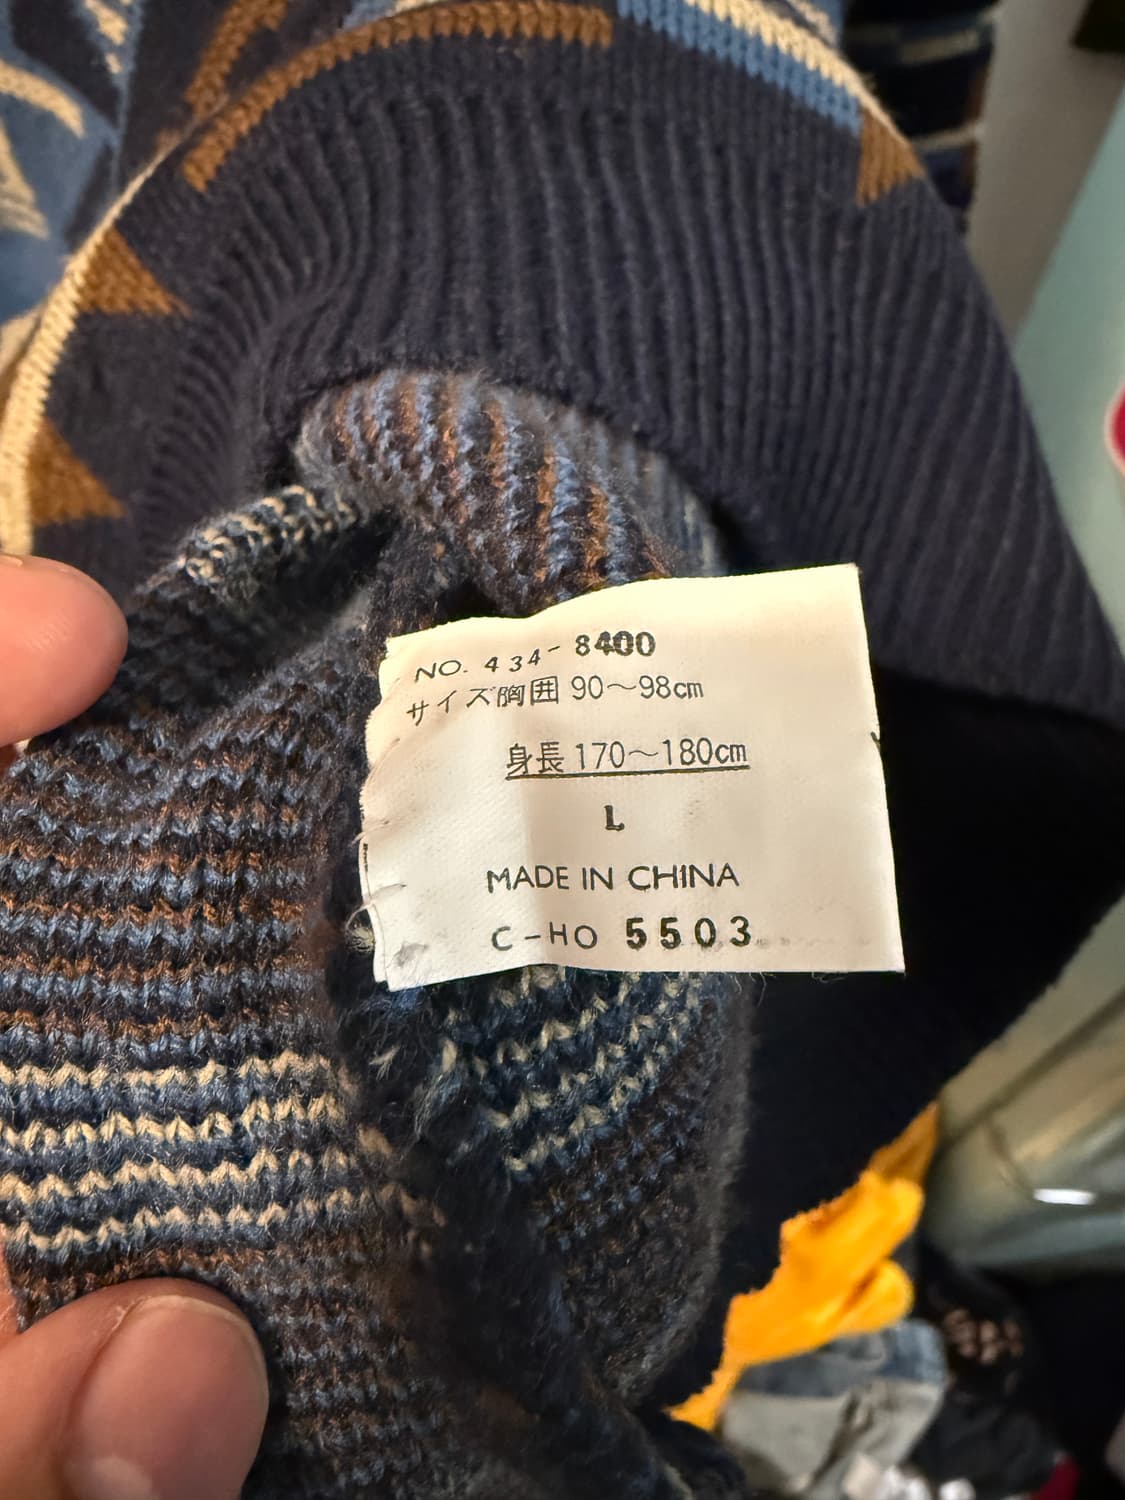 NO. 434-8400
サイズ胸囲 90～98cm
身長 170～180cm
L
MADE IN CHINA
C-HO 5503